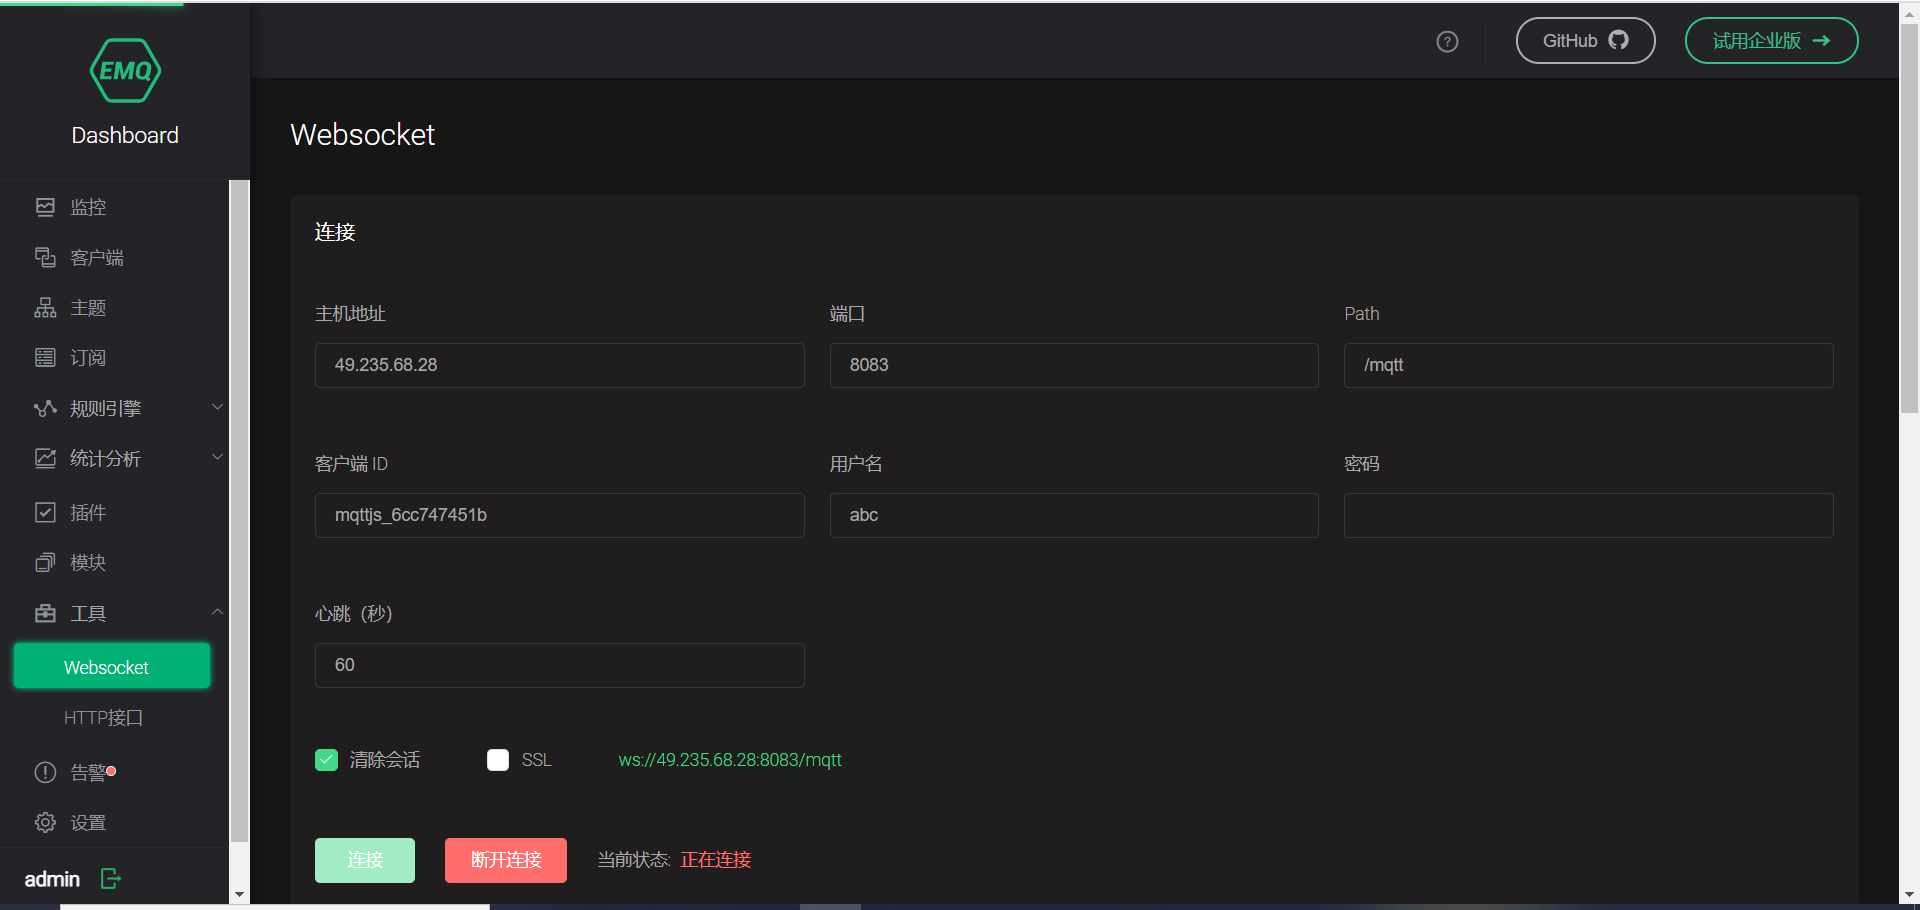 EMQ
Dashboard
监控
客户端
主题
订阅
规则引擎
统计分析
插件
模块
工具
Websocket
HTTP接口
告警
设置
admin
?
GitHub
试用企业版 →
Websocket
连接
主机地址
端口
Path
49.235.68.28
8083
/mqtt
客户端 ID
用户名
密码
mqttjs_6cc747451b
abc
心跳（秒）
60
清除会话
SSL
ws://49.235.68.28:8083/mqtt
连接
断开连接
当前状态: 正在连接